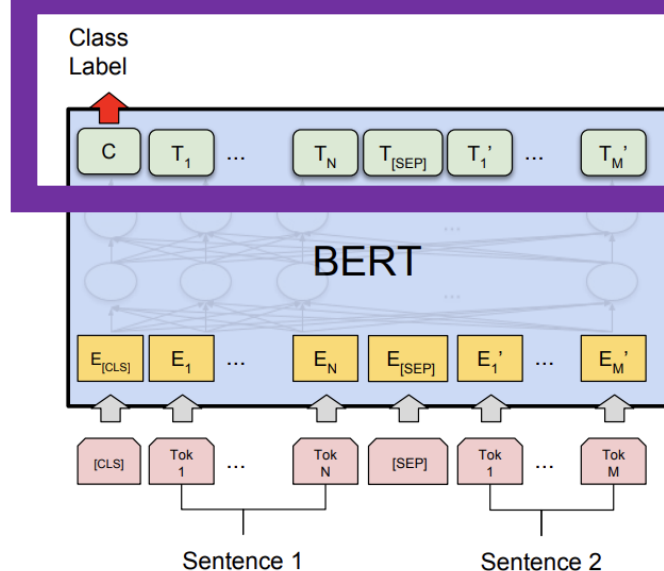 Class
Label
C T1 ... TN T[SEP] T1' ... TM'
...
BERT
...
E[CLS] E1 ... EN E[SEP] E1' ... EM'
[CLS] Tok 1 ... Tok N [SEP] Tok 1 ... Tok M
Sentence 1 Sentence 2